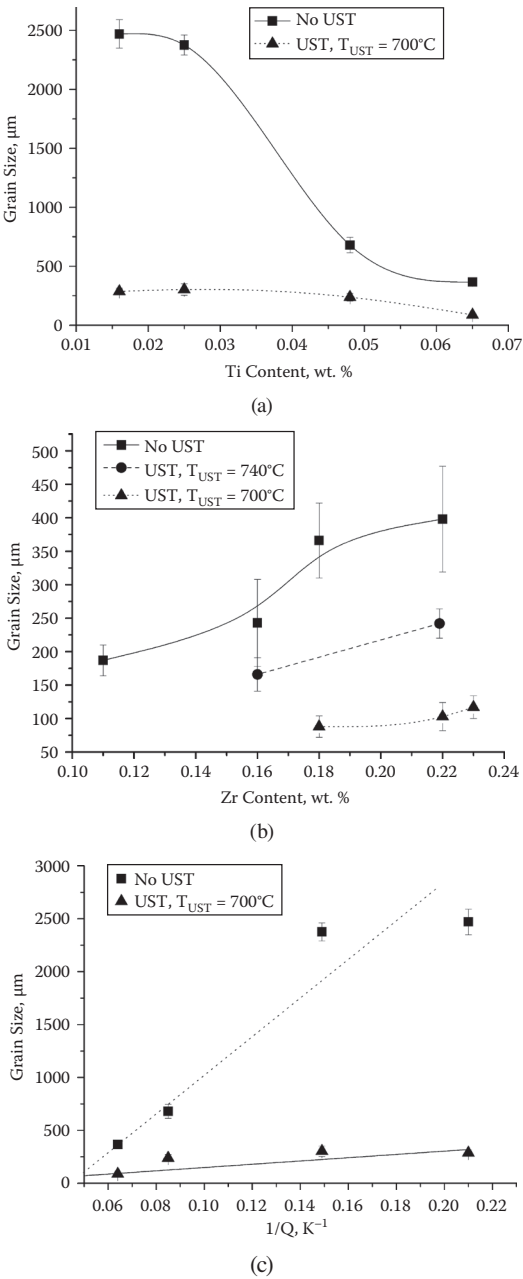 No UST
UST, T_UST = 700°C
2500
2000
1500
1000
500
0
Grain Size, μm
0.01 0.02 0.03 0.04 0.05 0.06 0.07
Ti Content, wt. %
(a)
No UST
UST, T_UST = 740°C
UST, T_UST = 700°C
500
450
400
350
300
250
200
150
100
50
Grain Size, μm
0.10 0.12 0.14 0.16 0.18 0.20 0.22 0.24
Zr Content, wt. %
(b)
No UST
UST, T_UST = 700°C
3000
2500
2000
1500
1000
500
0
Grain Size, μm
0.06 0.08 0.10 0.12 0.14 0.16 0.18 0.20 0.22
1/Q, K⁻¹
(c)